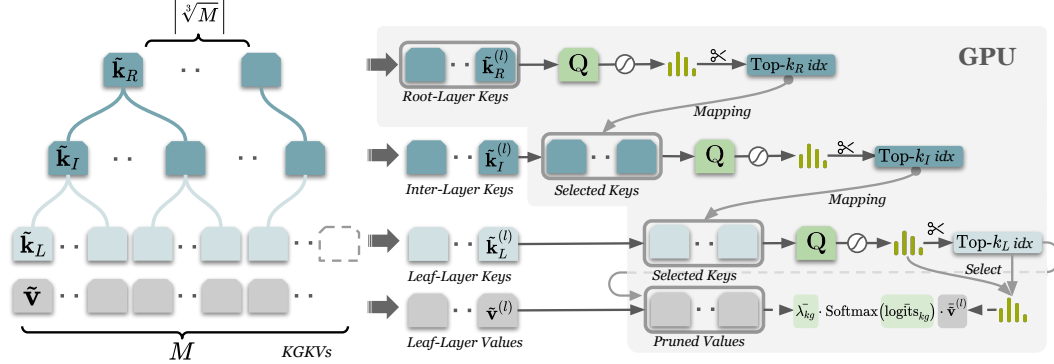 |∛M|
k̃_R · ·
k̃_I · · · ·
k̃_L · · · · · · · ·
ṽ · · · · · · · ·
M
KGKVs
GPU
· · k̃_R^(l) Q Top-k_R idx
Root-Layer Keys
Mapping
· · k̃_I^(l) · · Q Top-k_I idx
Inter-Layer Keys Selected Keys
Mapping
· · k̃_L^(l) · · Q Top-k_L idx
Leaf-Layer Keys Selected Keys Select
· · ṽ^(l) · · λ̄_kg · Softmax(logīts_kg) · ṽ̄^(l)
Leaf-Layer Values Pruned Values